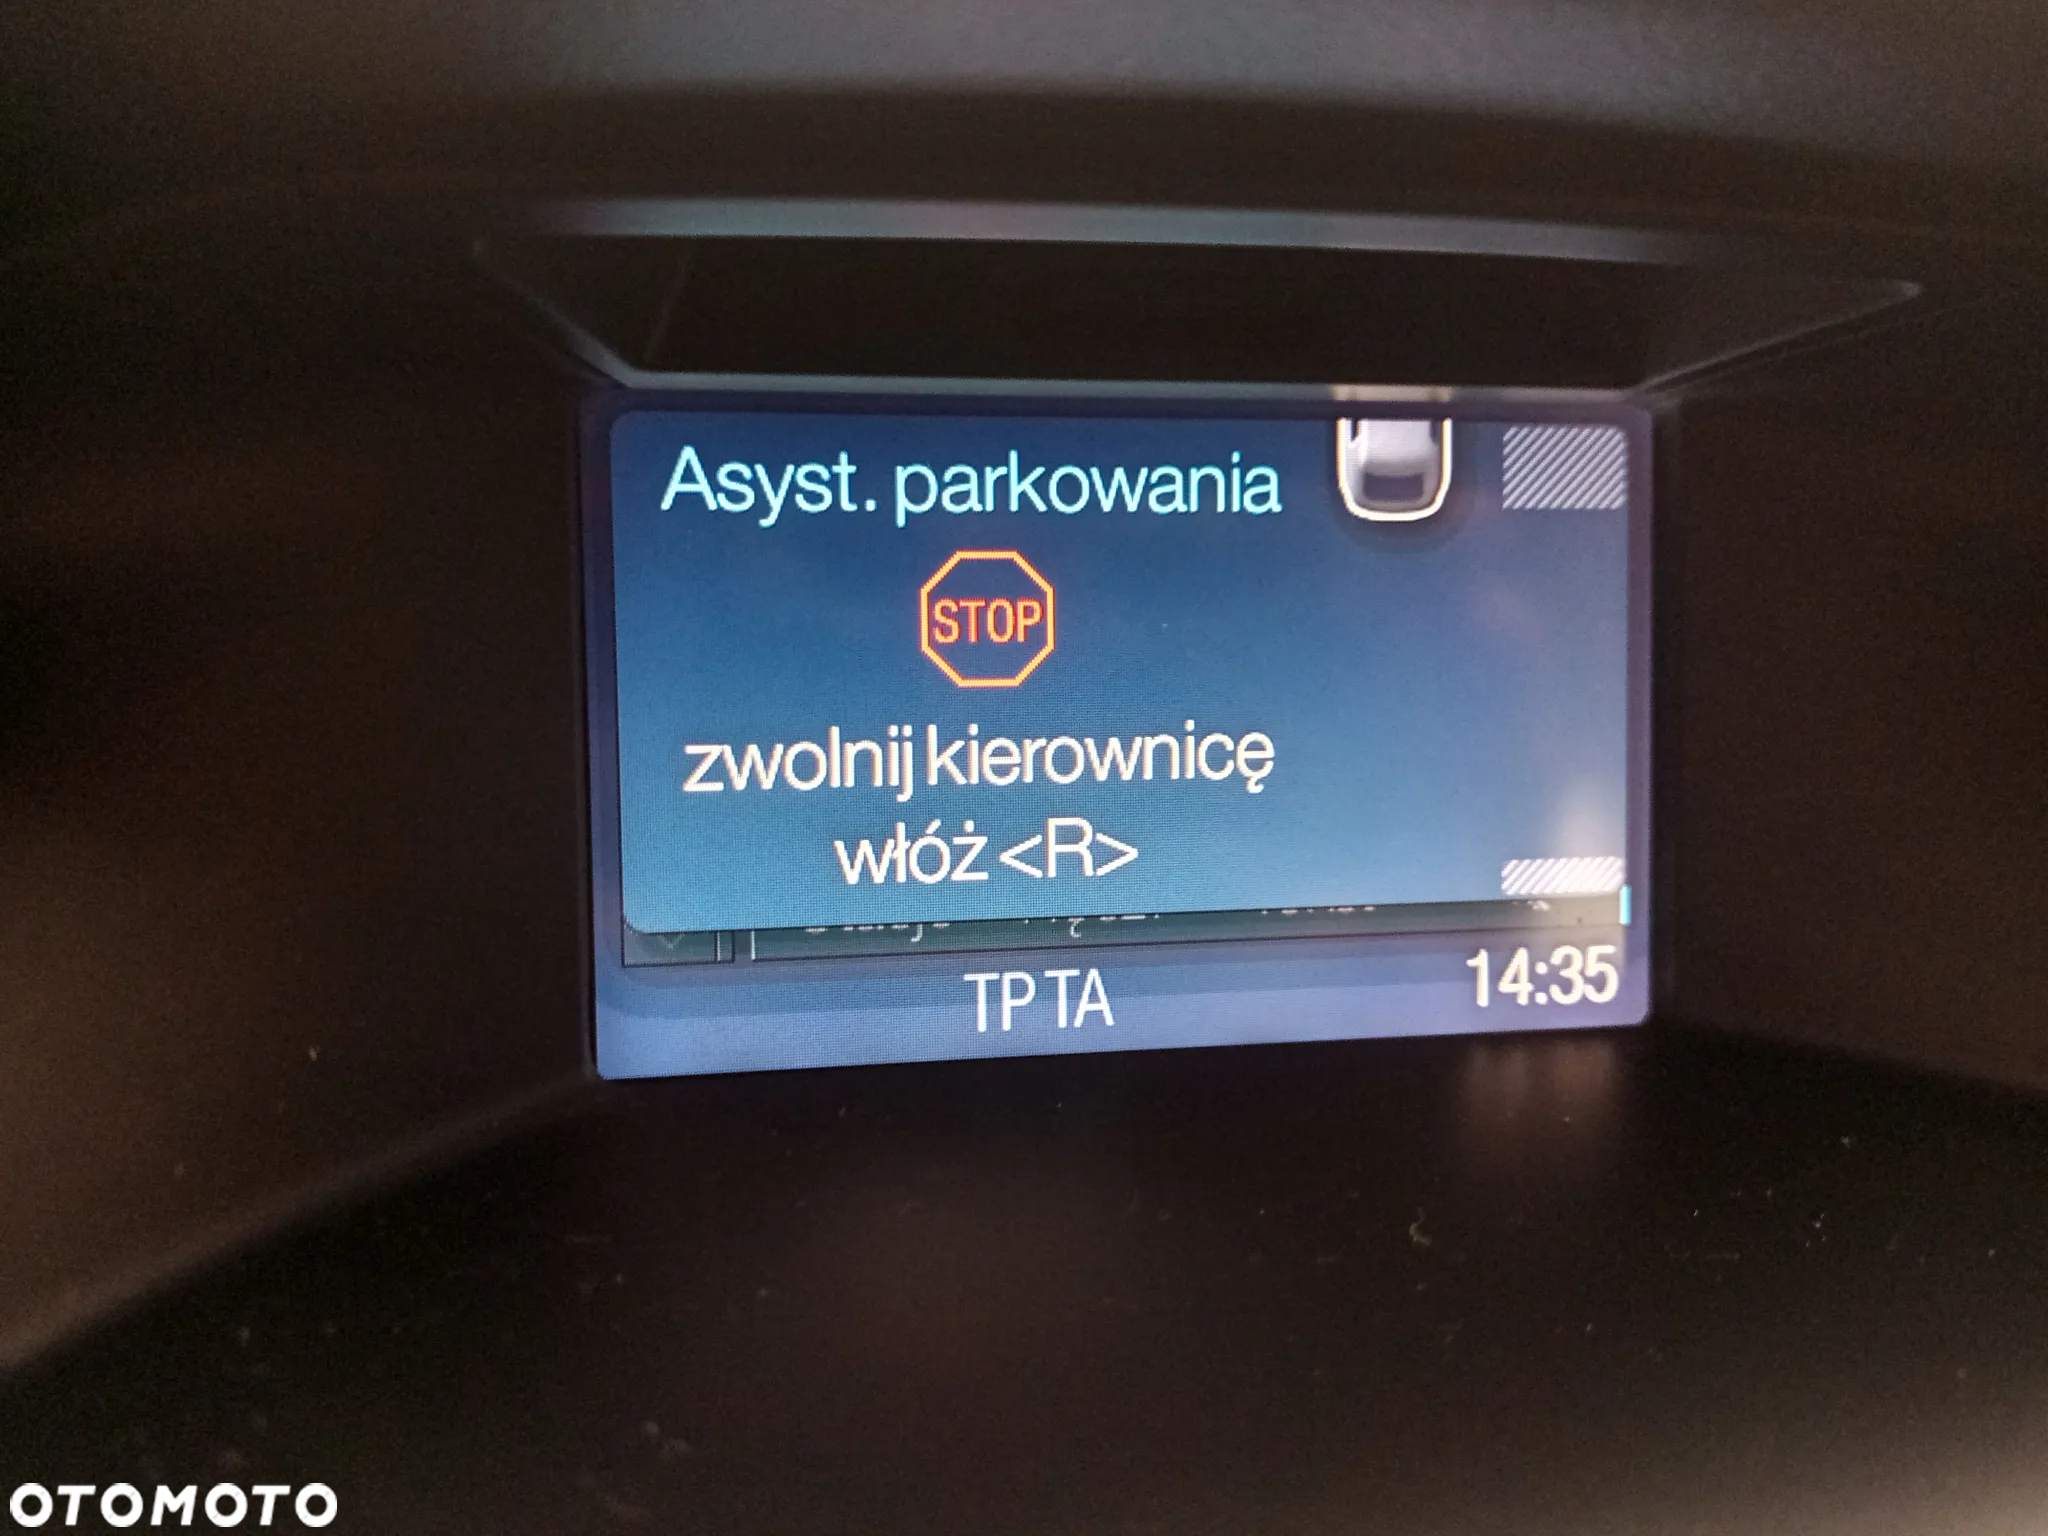 Asyst. parkowania
STOP
zwolnij kierownicę
włóż <R>
TP TA
14:35
OTOMOTO